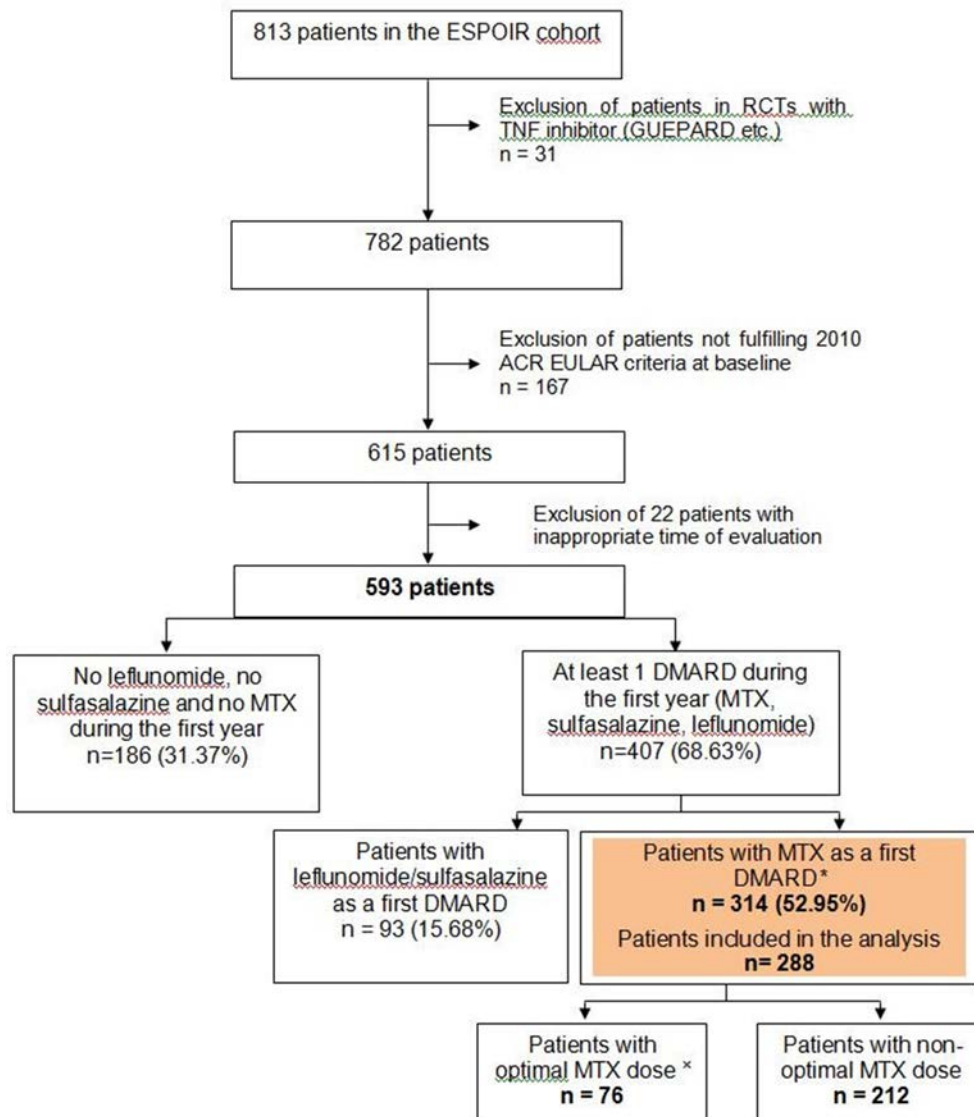 813 patients in the ESPOIR cohort
Exclusion of patients in RCTs with
TNF inhibitor (GUEPARD etc.)
n = 31
782 patients
Exclusion of patients not fulfilling 2010
ACR EULAR criteria at baseline
n = 167
615 patients
Exclusion of 22 patients with
inappropriate time of evaluation
593 patients
No leflunomide, no
sulfasalazine and no MTX
during the first year
n=186 (31.37%)
At least 1 DMARD during
the first year (MTX,
sulfasalazine, leflunomide)
n=407 (68.63%)
Patients with
leflunomide/sulfasalazine
as a first DMARD
n = 93 (15.68%)
Patients with MTX as a first
DMARD*
n = 314 (52.95%)
Patients included in the analysis
n= 288
Patients with
optimal MTX dose ×
n = 76
Patients with non-
optimal MTX dose
n = 212